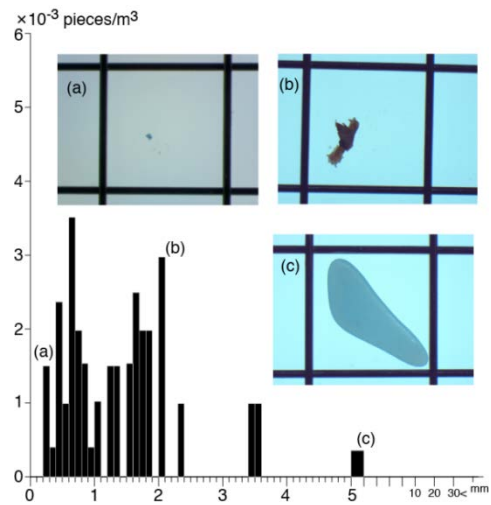 ×10⁻³ pieces/m³
6
(a)
(b)
5
4
(c)
3
(b)
2
(a)
1
(c)
0
0 1 2 3 4 5 10 20 30< mm